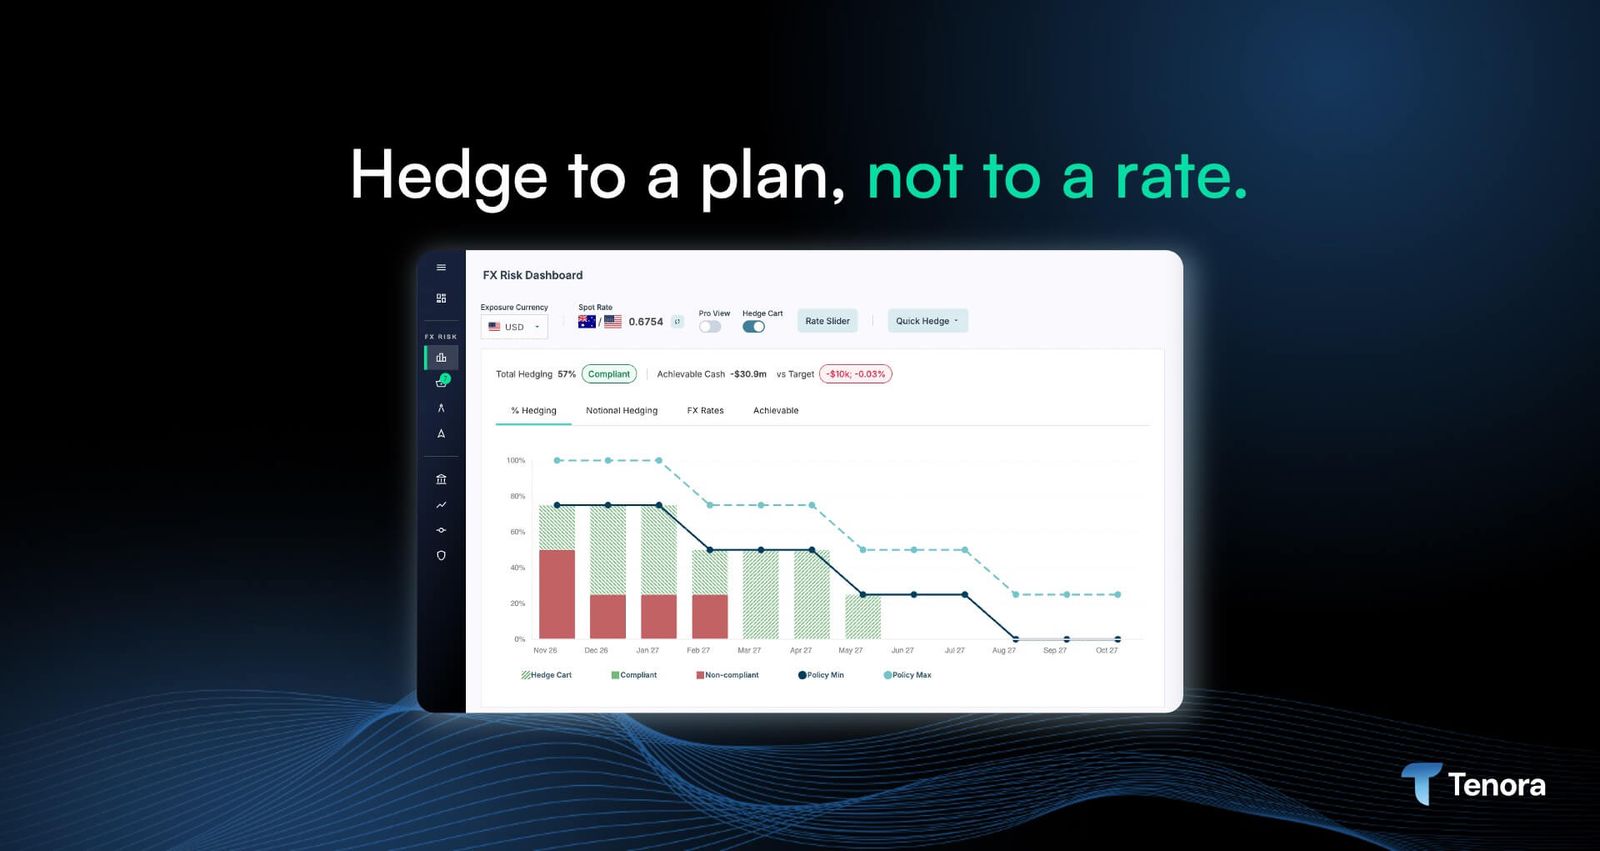 Hedge to a plan, not to a rate.
FX Risk Dashboard
Exposure Currency
USD
Spot Rate
/ 0.6754
Pro View
Hedge Cart
Rate Slider
Quick Hedge
FX RISK
7
Total Hedging 57% Compliant
Achievable Cash -$30.9m vs Target -$10k; -0.03%
% Hedging
Notional Hedging
FX Rates
Achievable
100%
80%
60%
40%
20%
0%
Nov 26 Dec 26 Jan 27 Feb 27 Mar 27 Apr 27 May 27 Jun 27 Jul 27 Aug 27 Sep 27 Oct 27
Hedge Cart Compliant Non-compliant Policy Min Policy Max
Tenora